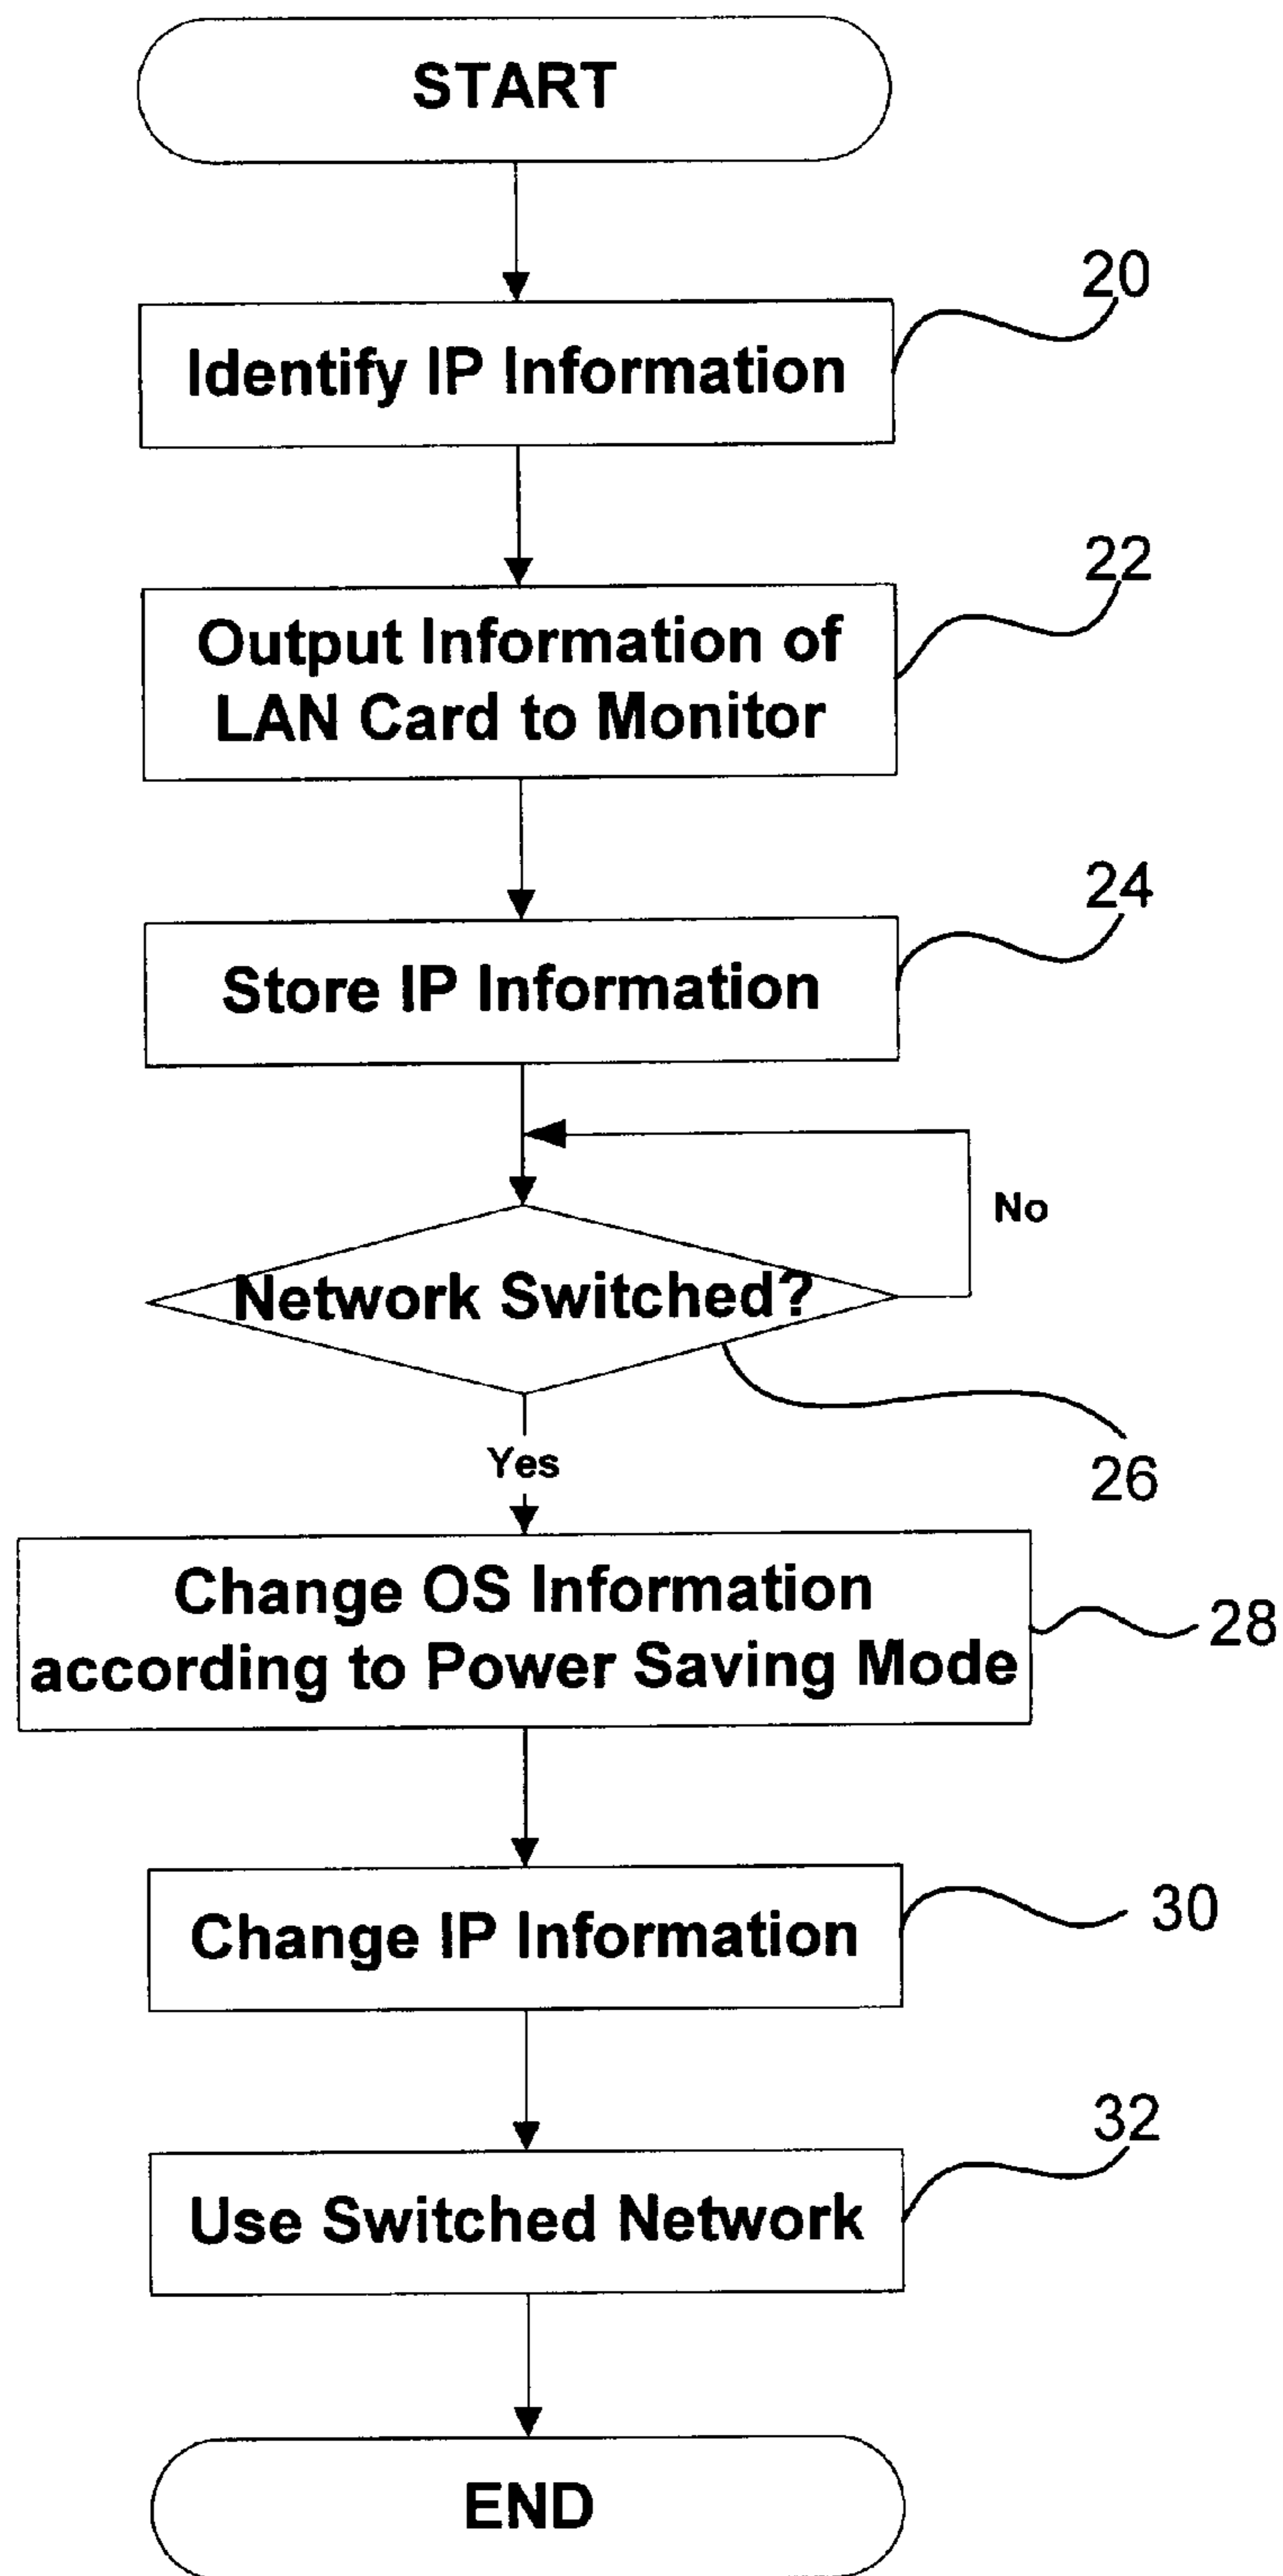 START
20
Identify IP Information
22
Output Information of
LAN Card to Monitor
24
Store IP Information
No
Network Switched?
26
Yes
Change OS Information
according to Power Saving Mode
28
Change IP Information
30
32
Use Switched Network
END